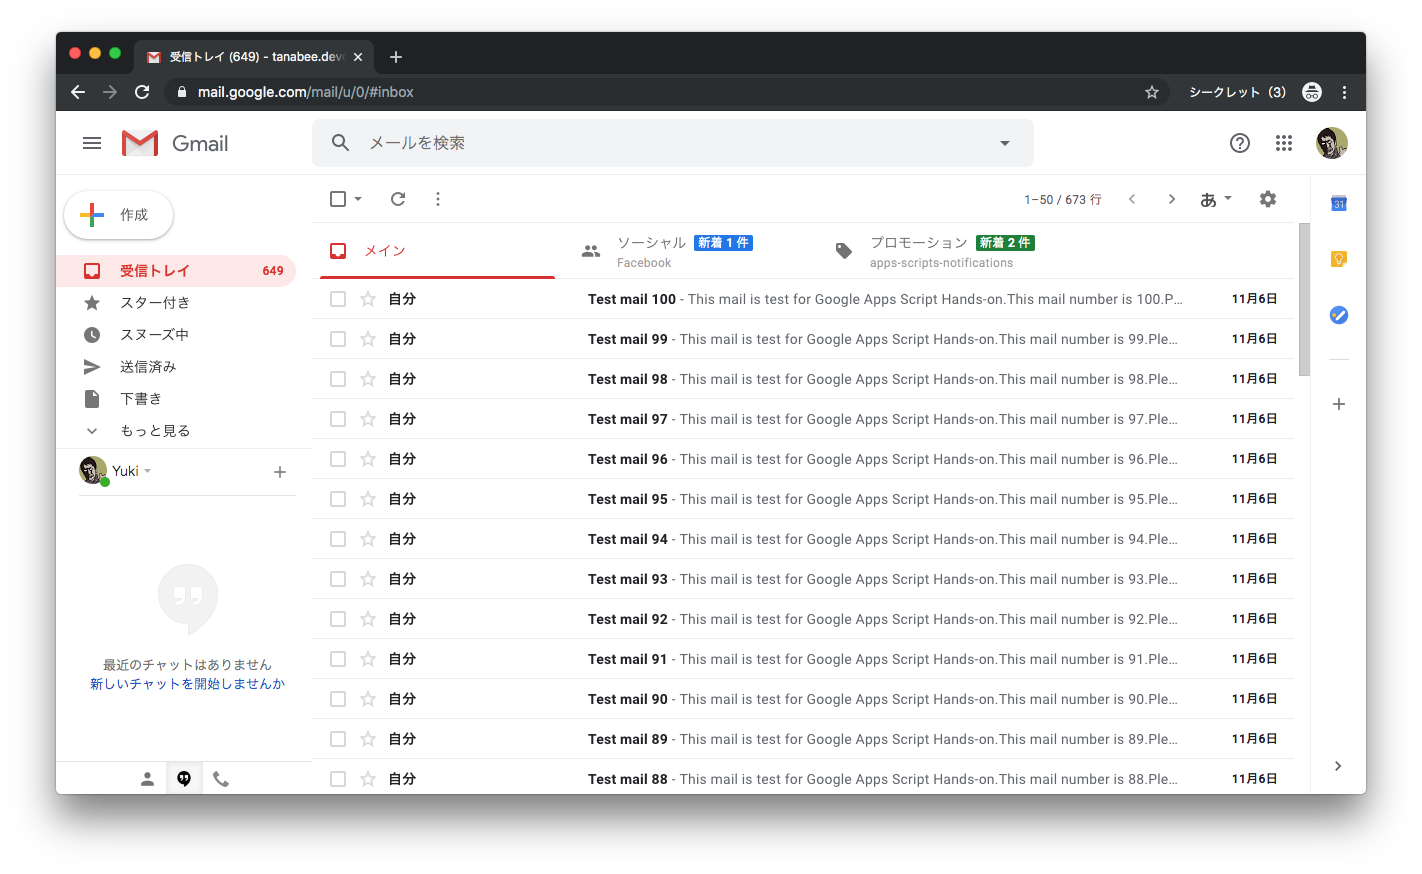 受信トレイ (649) - tanabee.dev
mail.google.com/mail/u/0/#inbox
シークレット (3)
Gmail
メールを検索
作成
1–50 / 673 行
あ
31
受信トレイ 649
スター付き
スヌーズ中
送信済み
下書き
もっと見る
Yuki
最近のチャットはありません
新しいチャットを開始しませんか
メイン
ソーシャル 新着 1 件
Facebook
プロモーション 新着 2 件
apps-scripts-notifications
自分 Test mail 100 - This mail is test for Google Apps Script Hands-on.This mail number is 100.P… 11月6日
自分 Test mail 99 - This mail is test for Google Apps Script Hands-on.This mail number is 99.Ple… 11月6日
自分 Test mail 98 - This mail is test for Google Apps Script Hands-on.This mail number is 98.Ple… 11月6日
自分 Test mail 97 - This mail is test for Google Apps Script Hands-on.This mail number is 97.Ple… 11月6日
自分 Test mail 96 - This mail is test for Google Apps Script Hands-on.This mail number is 96.Ple… 11月6日
自分 Test mail 95 - This mail is test for Google Apps Script Hands-on.This mail number is 95.Ple… 11月6日
自分 Test mail 94 - This mail is test for Google Apps Script Hands-on.This mail number is 94.Ple… 11月6日
自分 Test mail 93 - This mail is test for Google Apps Script Hands-on.This mail number is 93.Ple… 11月6日
自分 Test mail 92 - This mail is test for Google Apps Script Hands-on.This mail number is 92.Ple… 11月6日
自分 Test mail 91 - This mail is test for Google Apps Script Hands-on.This mail number is 91.Ple… 11月6日
自分 Test mail 90 - This mail is test for Google Apps Script Hands-on.This mail number is 90.Ple… 11月6日
自分 Test mail 89 - This mail is test for Google Apps Script Hands-on.This mail number is 89.Ple… 11月6日
自分 Test mail 88 - This mail is test for Google Apps Script Hands-on.This mail number is 88.Ple… 11月6日